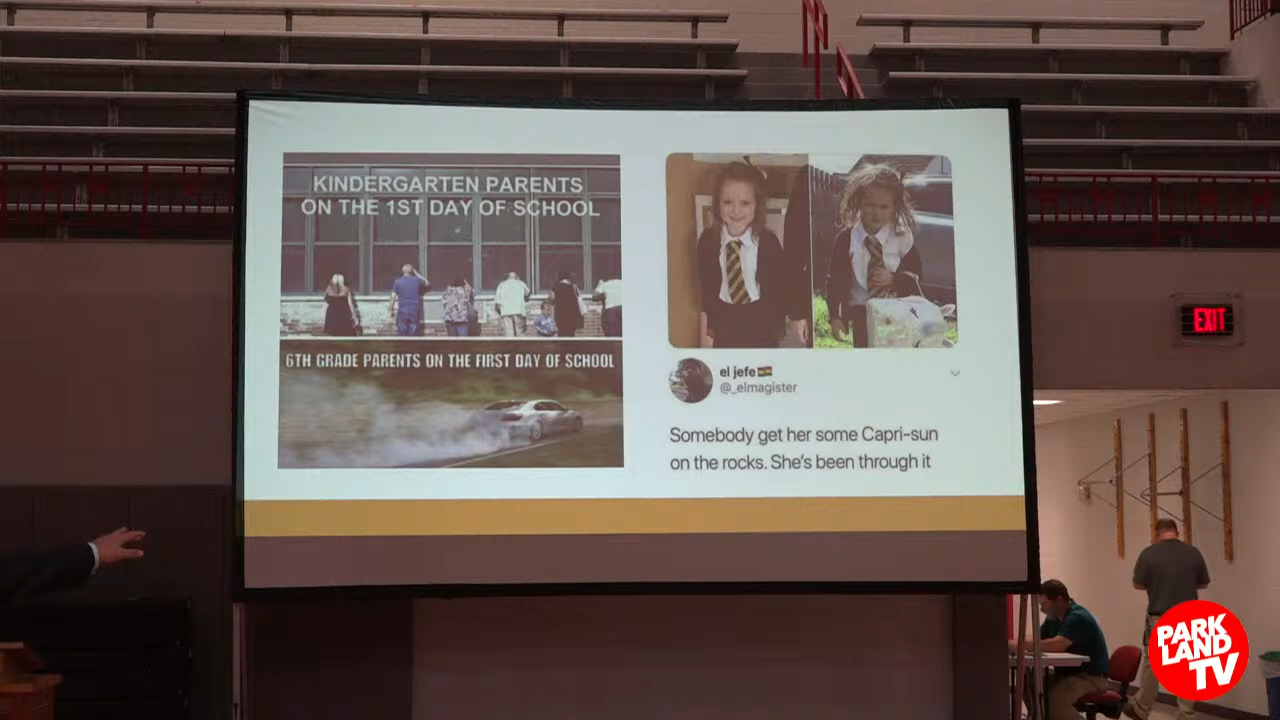 KINDERGARTEN PARENTS
ON THE 1ST DAY OF SCHOOL
6TH GRADE PARENTS ON THE FIRST DAY OF SCHOOL
el jefe
@_elmagister
Somebody get her some Capri-sun
on the rocks. She's been through it
EXIT
PARK
LAND
TV